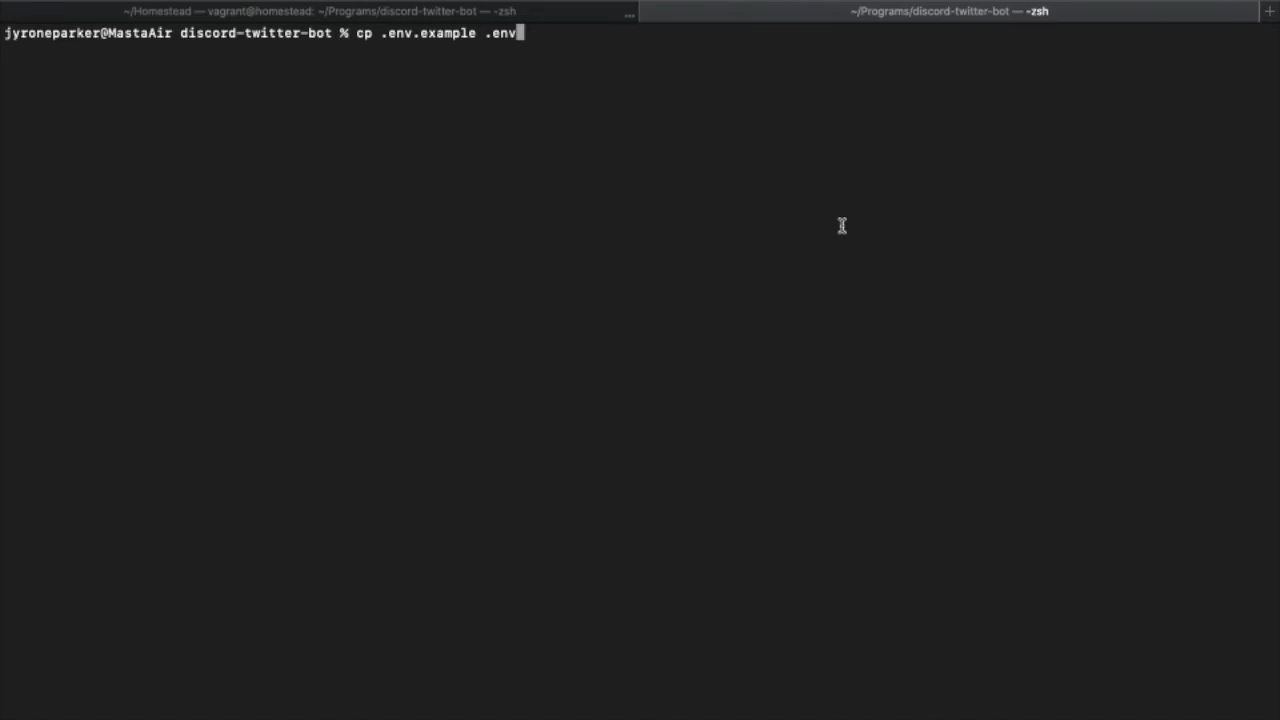 ~/Homestead — vagrant@homestead: ~/Programs/discord-twitter-bot — -zsh ... ~/Programs/discord-twitter-bot — -zsh +
jyroneparker@MastaAir discord-twitter-bot % cp .env.example .env